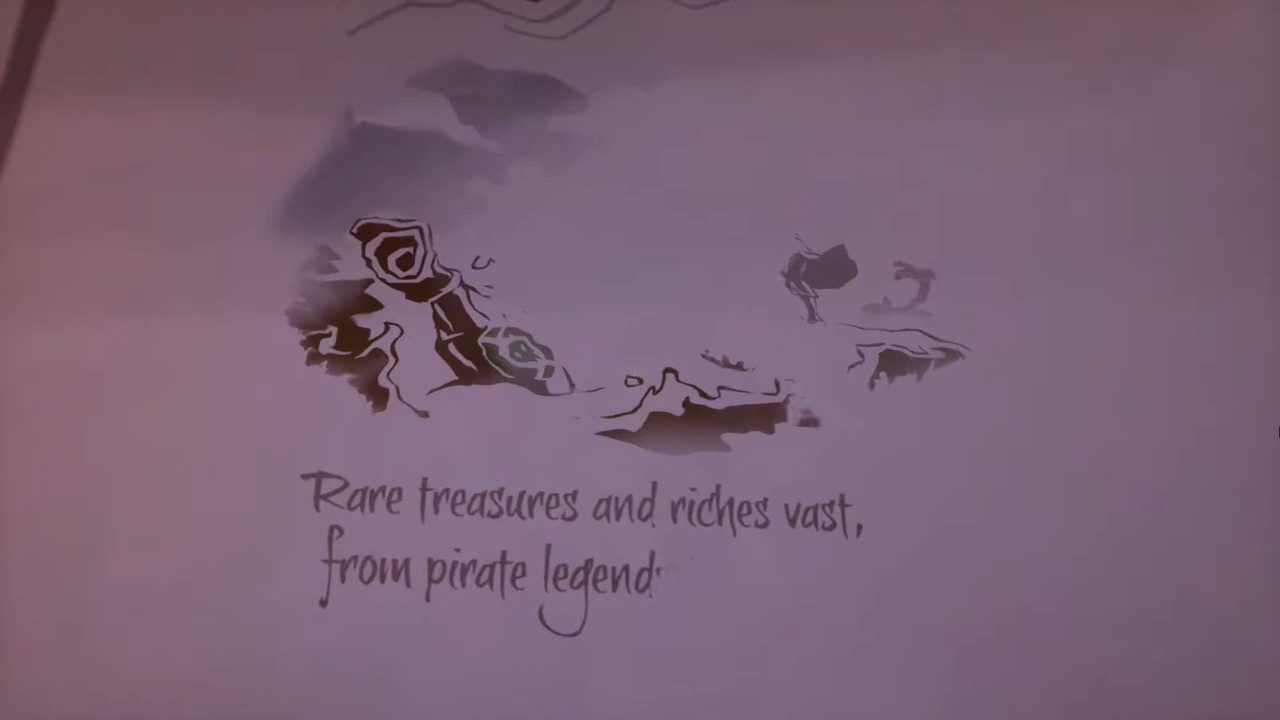 Rare treasures and riches vast,
from pirate legend